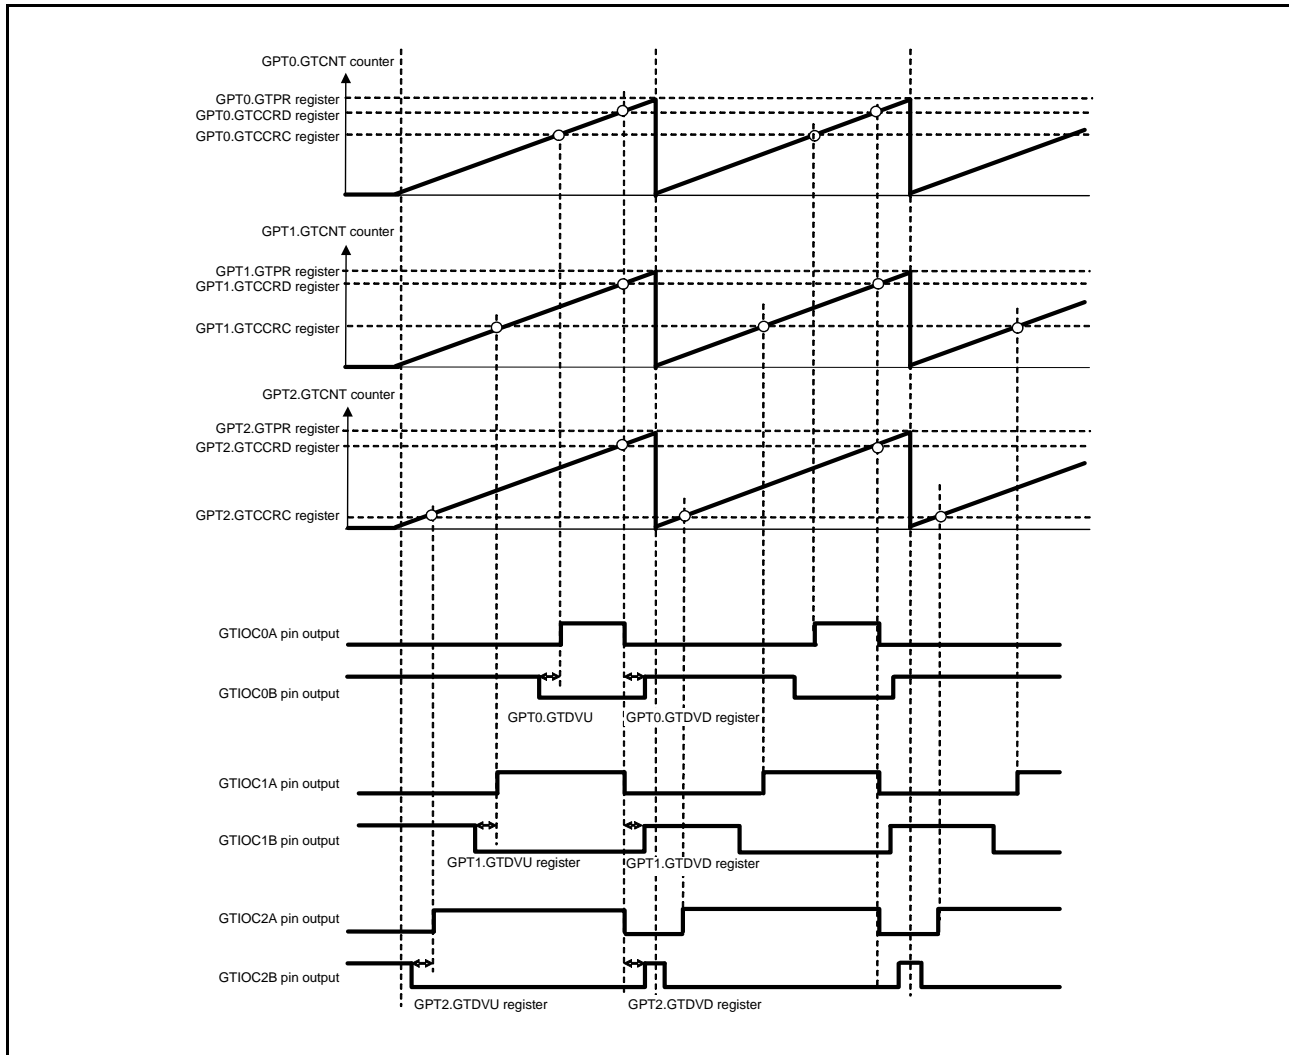 GPT0.GTCNT counter
GPT0.GTPR register
GPT0.GTCCRD register
GPT0.GTCCRC register
GPT1.GTCNT counter
GPT1.GTPR register
GPT1.GTCCRD register
GPT1.GTCCRC register
GPT2.GTCNT counter
GPT2.GTPR register
GPT2.GTCCRD register
GPT2.GTCCRC register
GTIOC0A pin output
GTIOC0B pin output
GPT0.GTDVU GPT0.GTDVD register
GTIOC1A pin output
GTIOC1B pin output
GPT1.GTDVU register GPT1.GTDVD register
GTIOC2A pin output
GTIOC2B pin output
GPT2.GTDVU register GPT2.GTDVD register